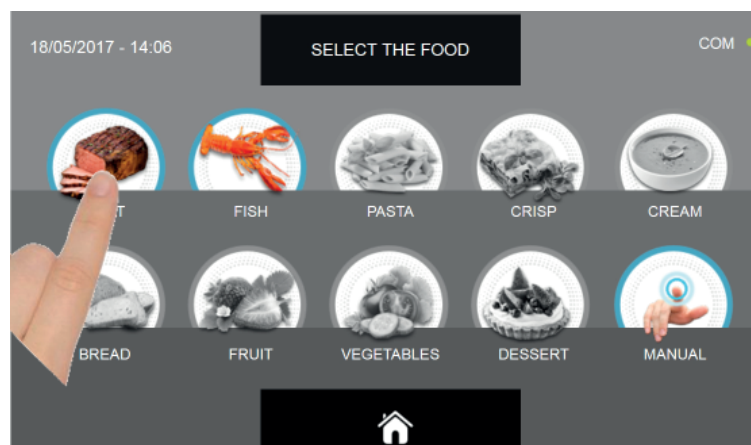 18/05/2017 - 14:06
SELECT THE FOOD
COM
T
FISH
PASTA
CRISP
CREAM
BREAD
FRUIT
VEGETABLES
DESSERT
MANUAL